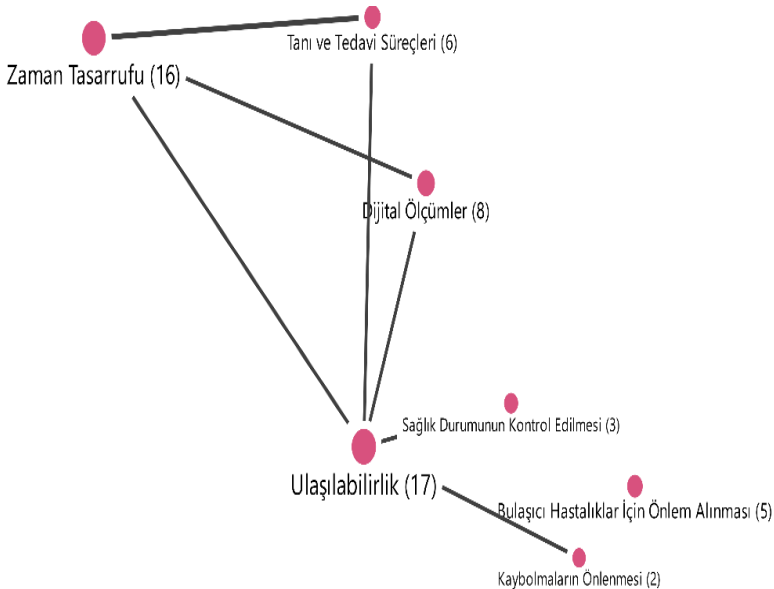 Tanı ve Tedavi Süreçleri (6)
Zaman Tasarrufu (16)
Dijital Ölçümler (8)
Sağlık Durumunun Kontrol Edilmesi (3)
Ulaşılabilirlik (17)
Bulaşıcı Hastalıklar İçin Önlem Alınması (5)
Kaybolmaların Önlenmesi (2)